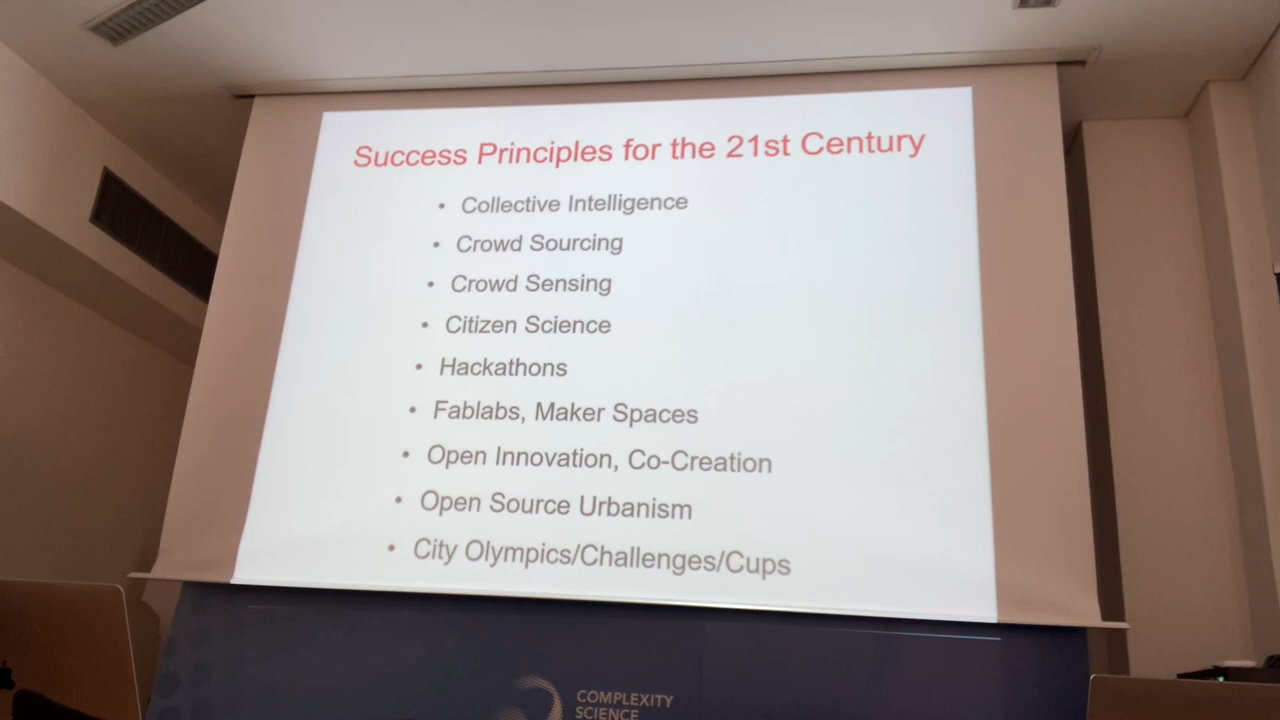 Success Principles for the 21st Century
• Collective Intelligence
• Crowd Sourcing
• Crowd Sensing
• Citizen Science
• Hackathons
• Fablabs, Maker Spaces
• Open Innovation, Co-Creation
• Open Source Urbanism
• City Olympics/Challenges/Cups
COMPLEXITY
SCIENCE